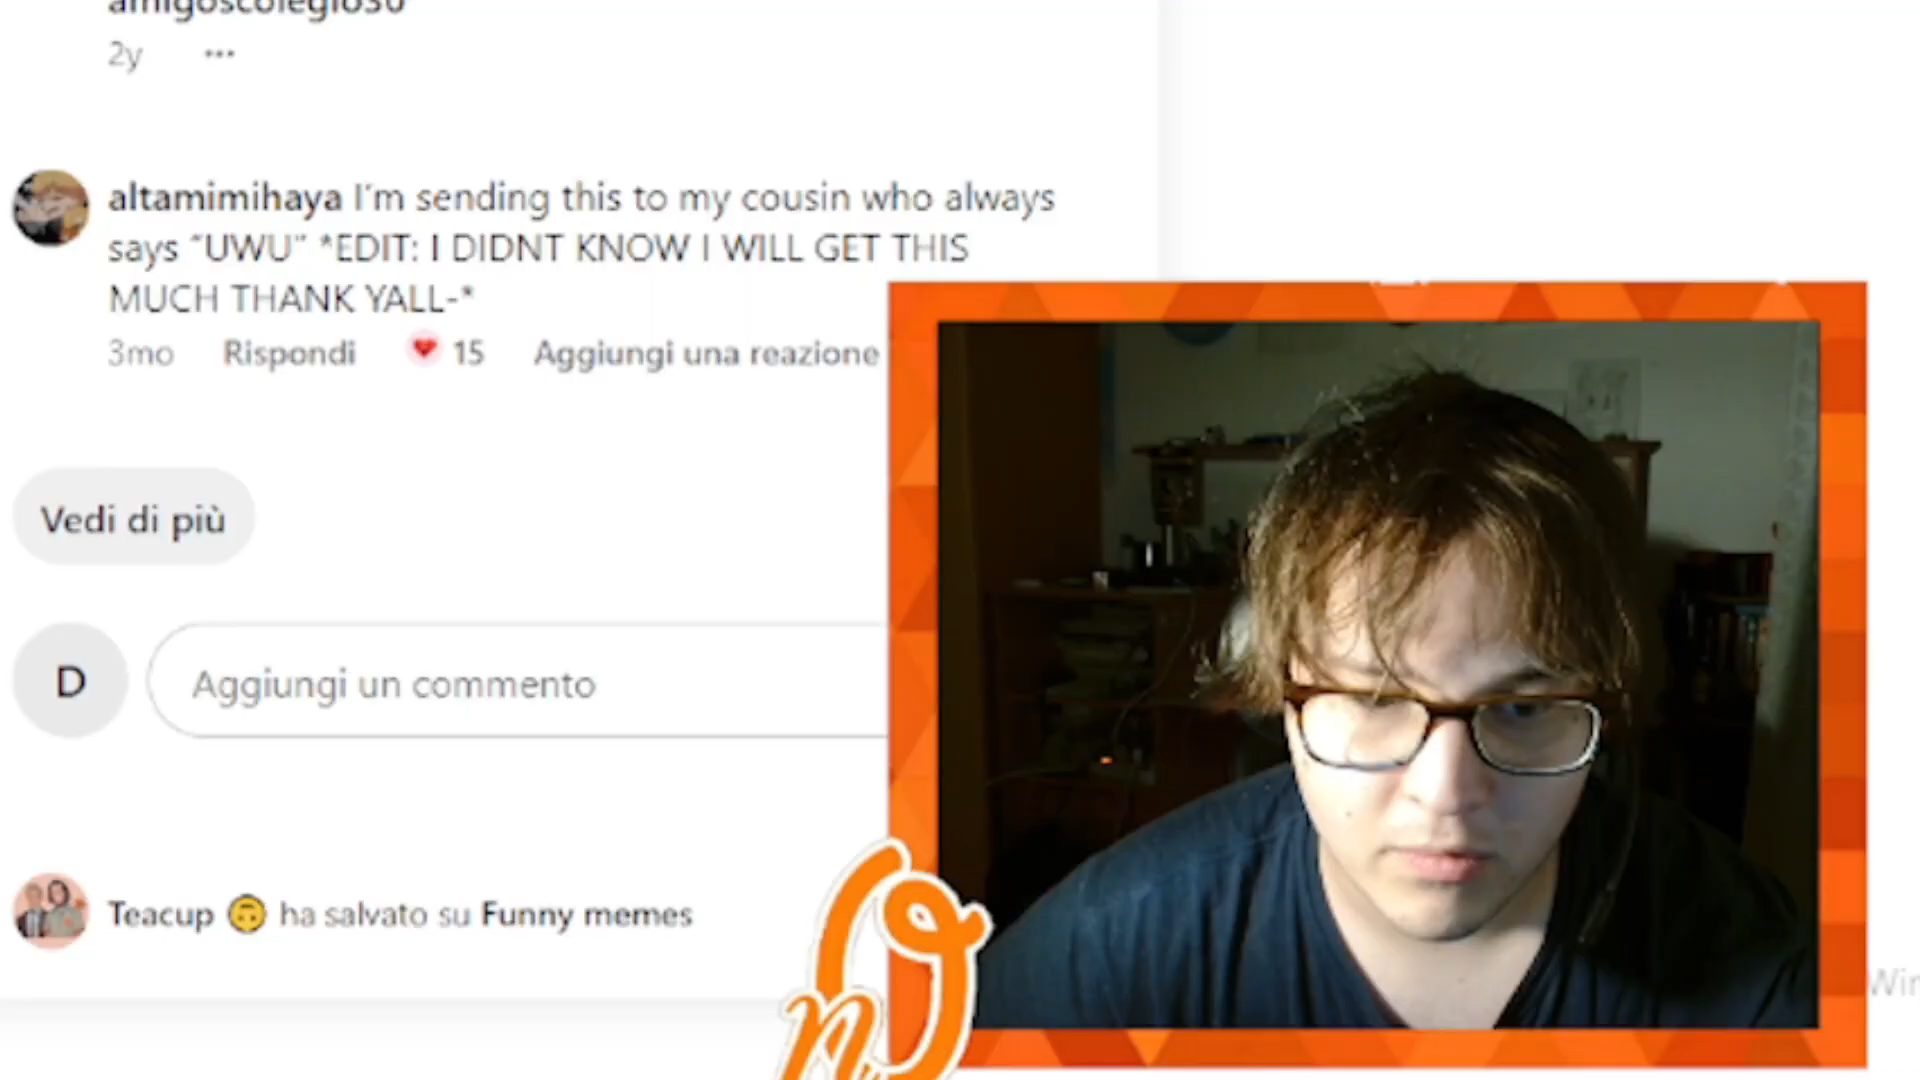 amigoscolegio30
2y ...
altamimihaya I'm sending this to my cousin who always
says “UWU” *EDIT: I DIDNT KNOW I WILL GET THIS
MUCH THANK YALL-*
3mo Rispondi 15 Aggiungi una reazione
Vedi di più
D
Aggiungi un commento
Teacup 🙃 ha salvato su Funny memes